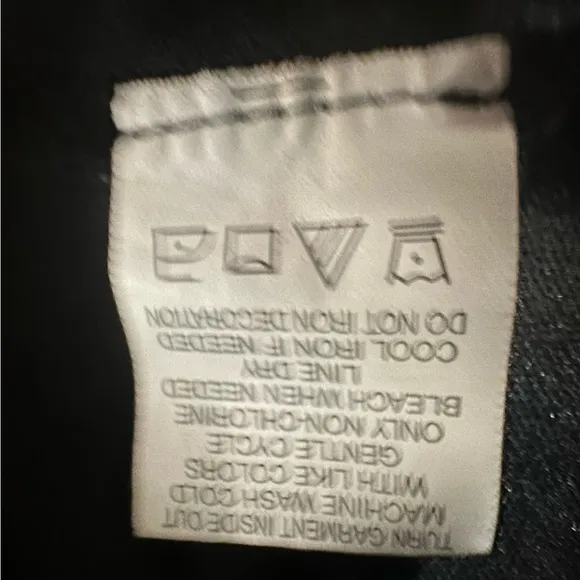 TURN GARMENT INSIDE OUT
MACHINE WASH COLD
WITH LIKE COLORS
GENTLE CYCLE
ONLY NON-CHLORINE
BLEACH WHEN NEEDED
LINE DRY
COOL IRON IF NEEDED
DO NOT IRON DECORATION